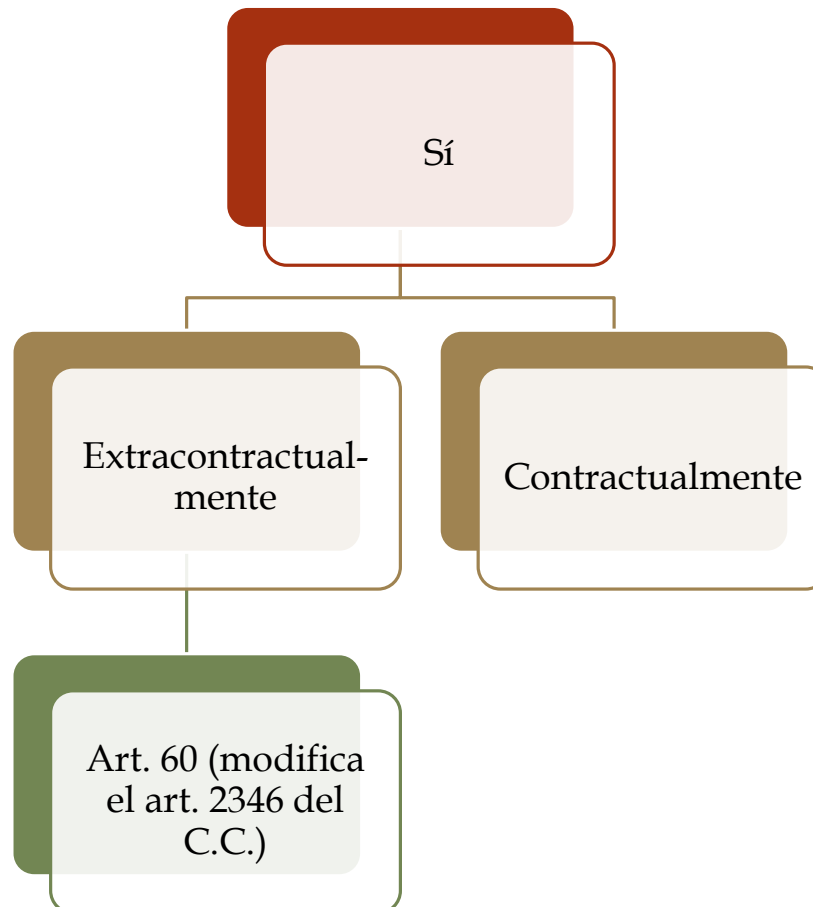 Sí
Extracontractual-
mente
Contractualmente
Art. 60 (modifica
el art. 2346 del
C.C.)